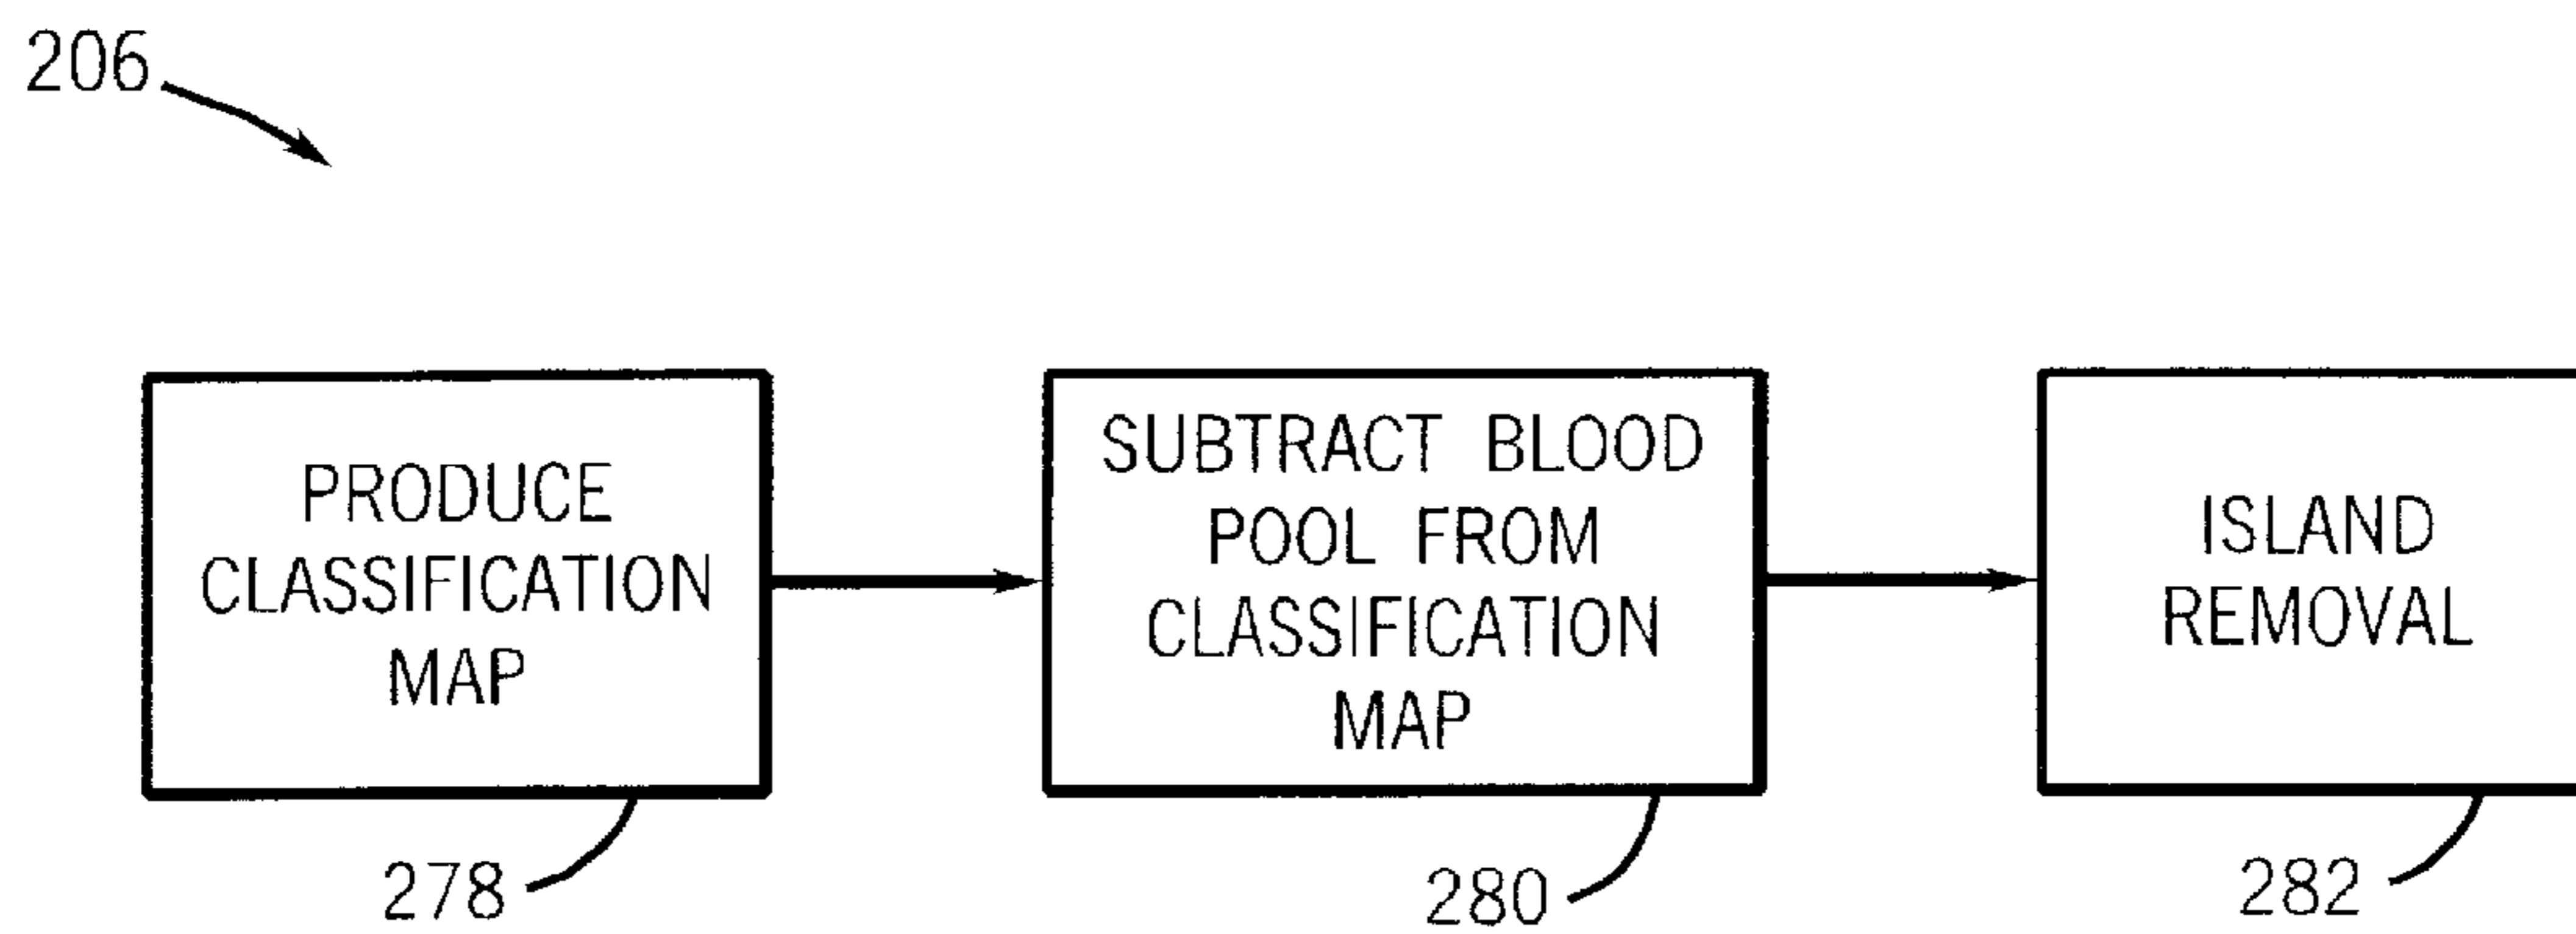 206
PRODUCE
CLASSIFICATION
MAP
278
SUBTRACT BLOOD
POOL FROM
CLASSIFICATION
MAP
280
ISLAND
REMOVAL
282